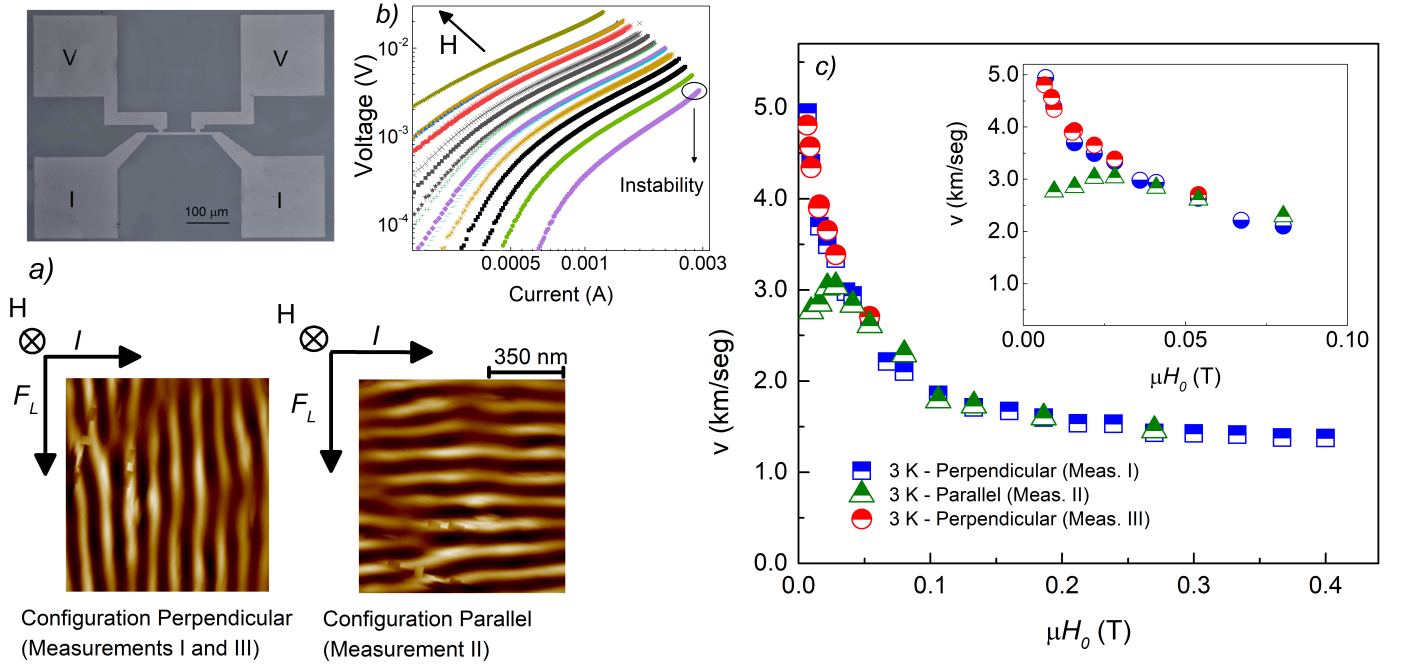 V
V
I
I
100 μm
a)
b)
H
Voltage (V)
10⁻²
10⁻³
10⁻⁴
Instability
0.0005
0.001
0.003
Current (A)
H
I
F_L
Configuration Perpendicular
(Measurements I and III)
H
I
350 nm
F_L
Configuration Parallel
(Measurement II)
c)
v (km/seg)
5.0
4.0
3.0
2.0
1.0
0.0
0.0
0.1
0.2
0.3
0.4
μH₀ (T)
3 K - Perpendicular (Meas. I)
3 K - Parallel (Meas. II)
3 K - Perpendicular (Meas. III)
v (km/seg)
5.0
4.0
3.0
2.0
1.0
0.00
0.05
0.10
μH₀ (T)